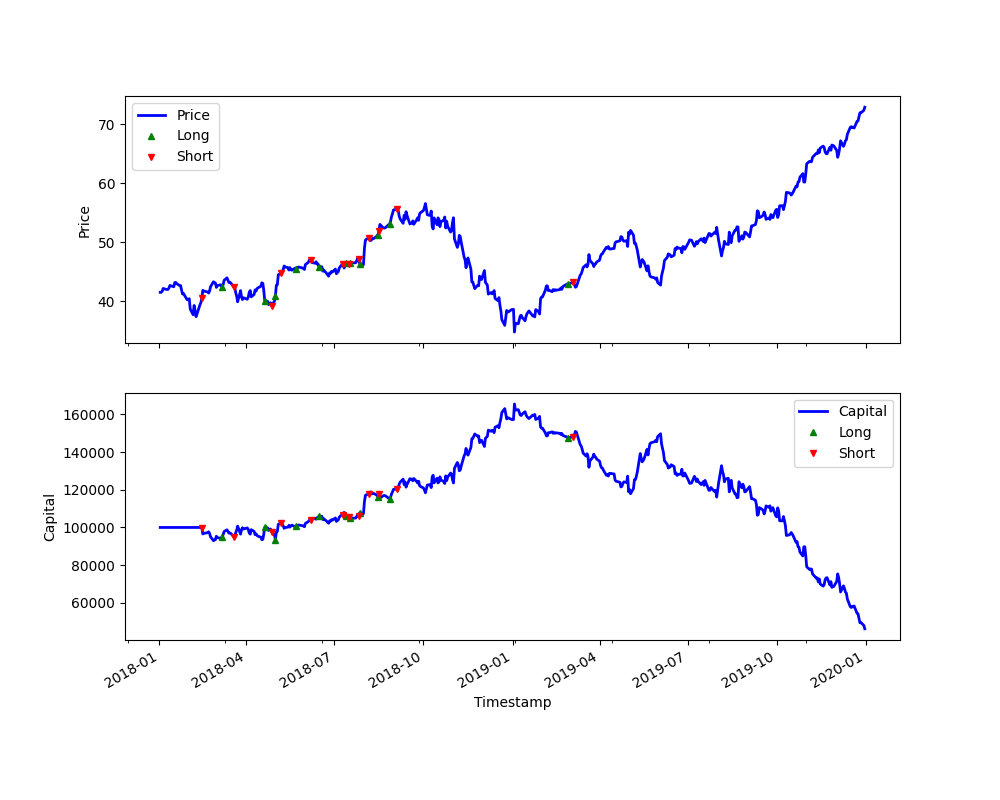 Price
Long
Short
70
60
50
40
Price
Capital
Long
Short
160000
140000
120000
100000
80000
60000
Capital
2018-01
2018-04
2018-07
2018-10
2019-01
2019-04
2019-07
2019-10
2020-01
Timestamp